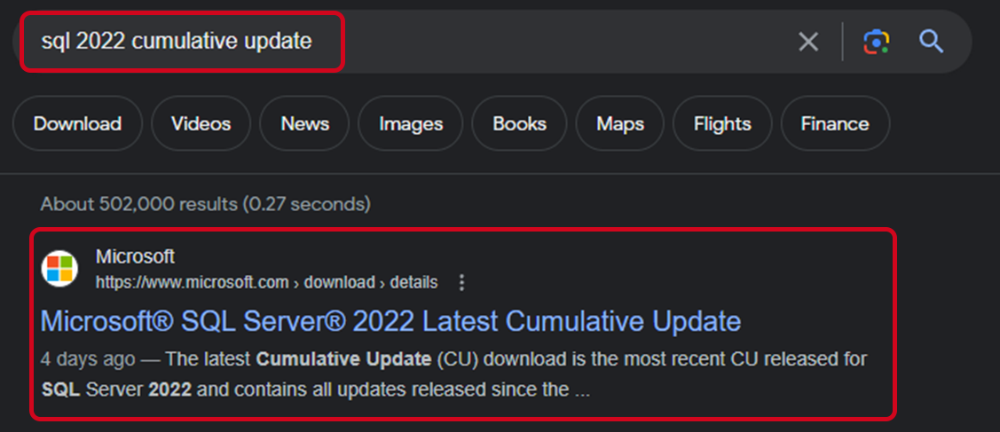 sql 2022 cumulative update
Download Videos News Images Books Maps Flights Finance
About 502,000 results (0.27 seconds)
Microsoft
https://www.microsoft.com › download › details
Microsoft® SQL Server® 2022 Latest Cumulative Update
4 days ago — The latest Cumulative Update (CU) download is the most recent CU released for
SQL Server 2022 and contains all updates released since the ...